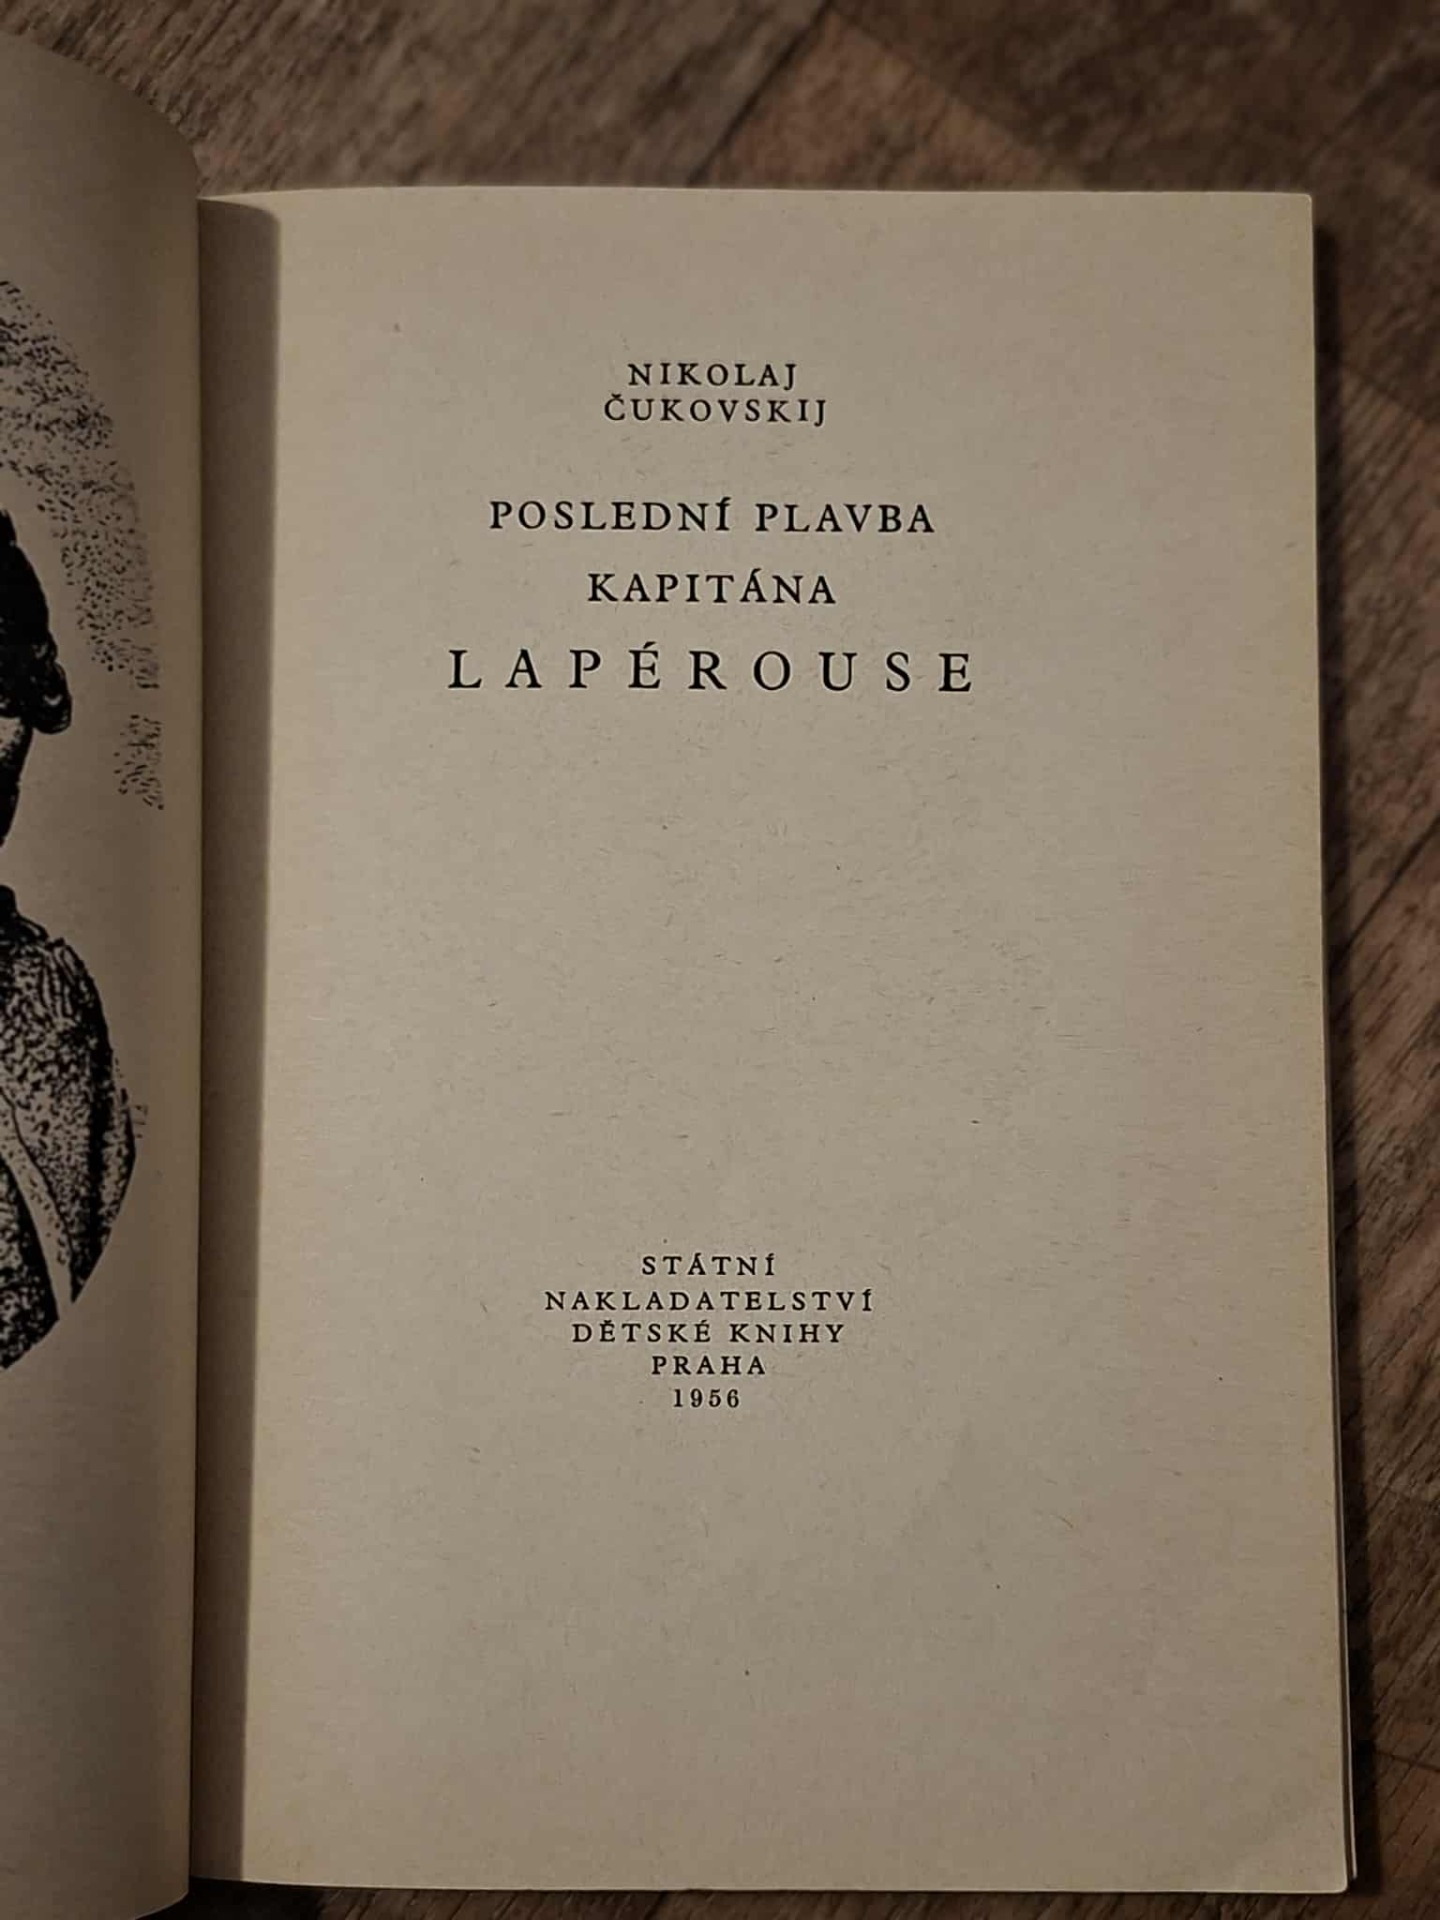 NIKOLAJ
ČUKOVSKIJ
POSLEDNÍ PLAVBA
KAPITÁNA
LAPÉROUSE
STÁTNÍ
NAKLADATELSTVÍ
DĚTSKÉ KNIHY
PRAHA
1956